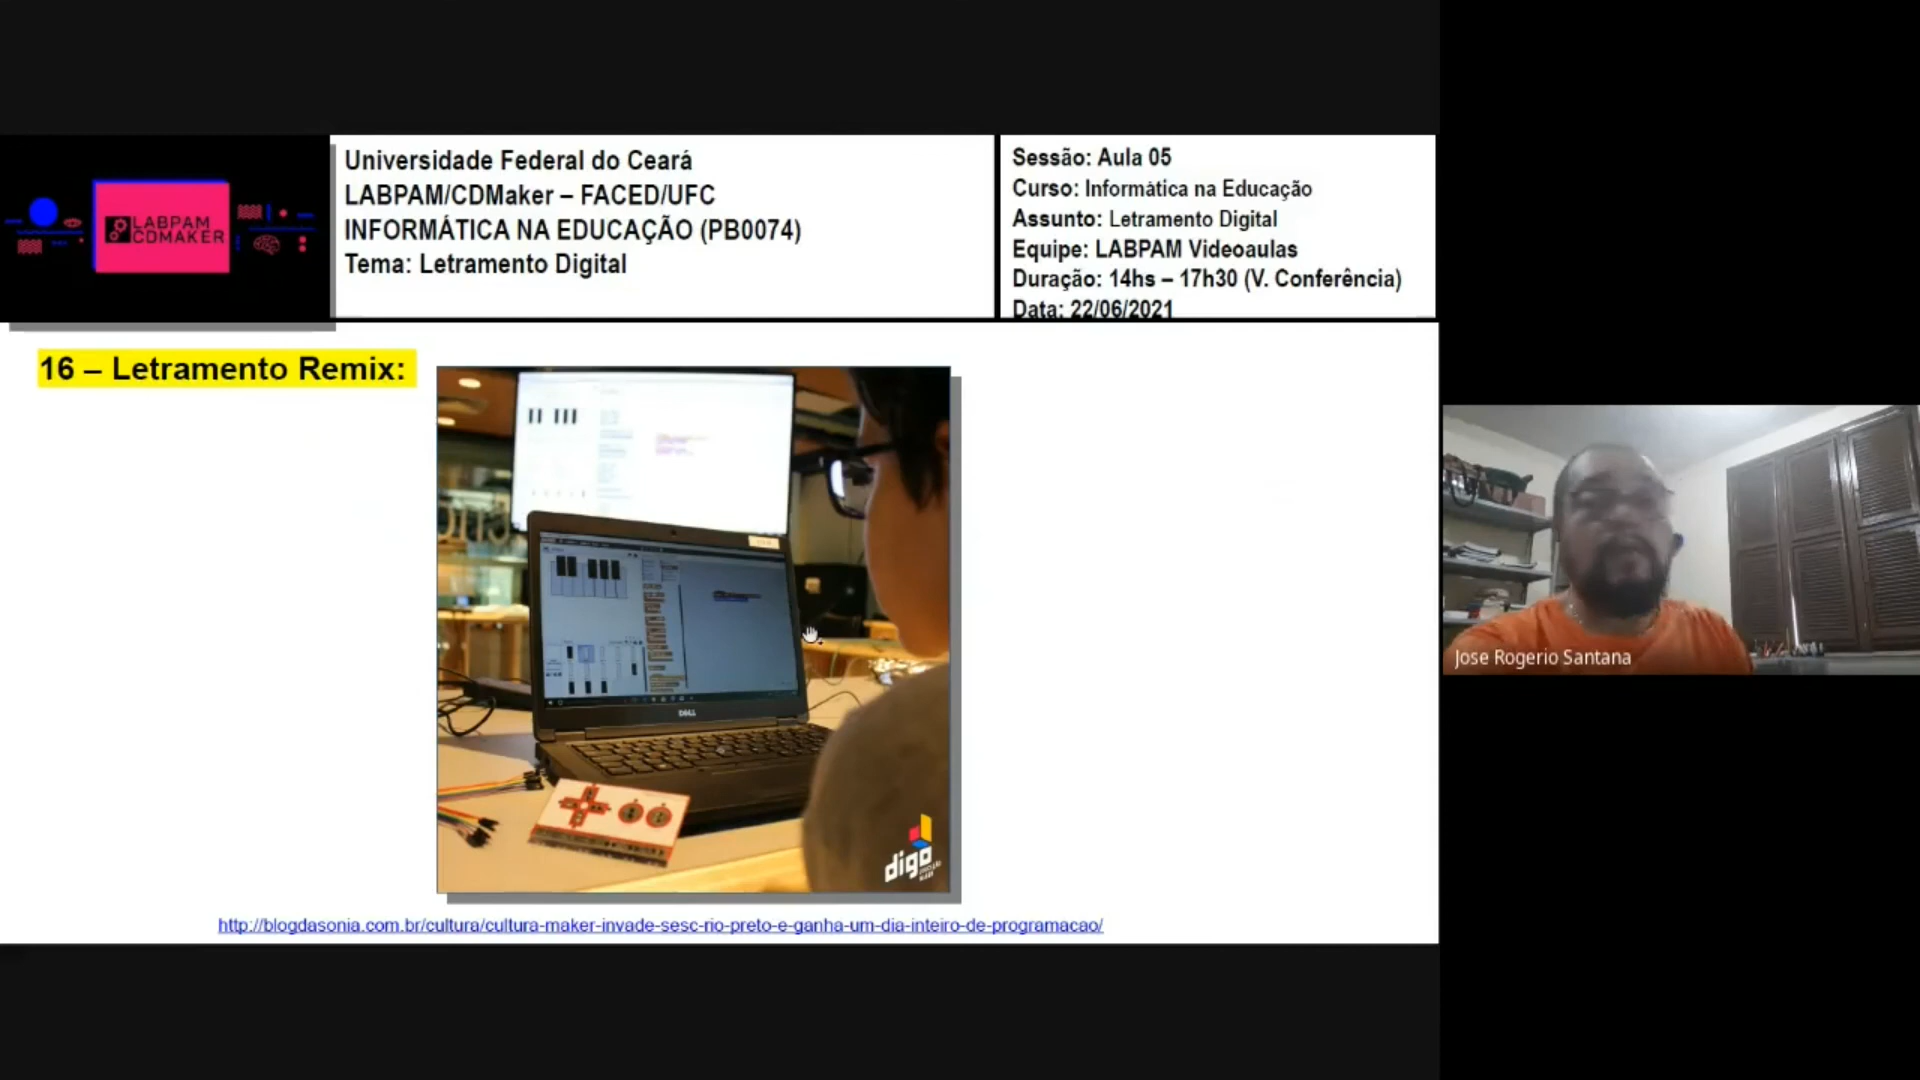 LABPAM
CDMAKER
Universidade Federal do Ceará
LABPAM/CDMaker – FACED/UFC
INFORMÁTICA NA EDUCAÇÃO (PB0074)
Tema: Letramento Digital
Sessão: Aula 05
Curso: Informática na Educação
Assunto: Letramento Digital
Equipe: LABPAM Videoaulas
Duração: 14hs – 17h30 (V. Conferência)
Data: 22/06/2021
16 – Letramento Remix:
DELL
digo
http://blogdasonia.com.br/cultura/cultura-maker-invade-sesc-rio-preto-e-ganha-um-dia-inteiro-de-programacao/
Jose Rogerio Santana